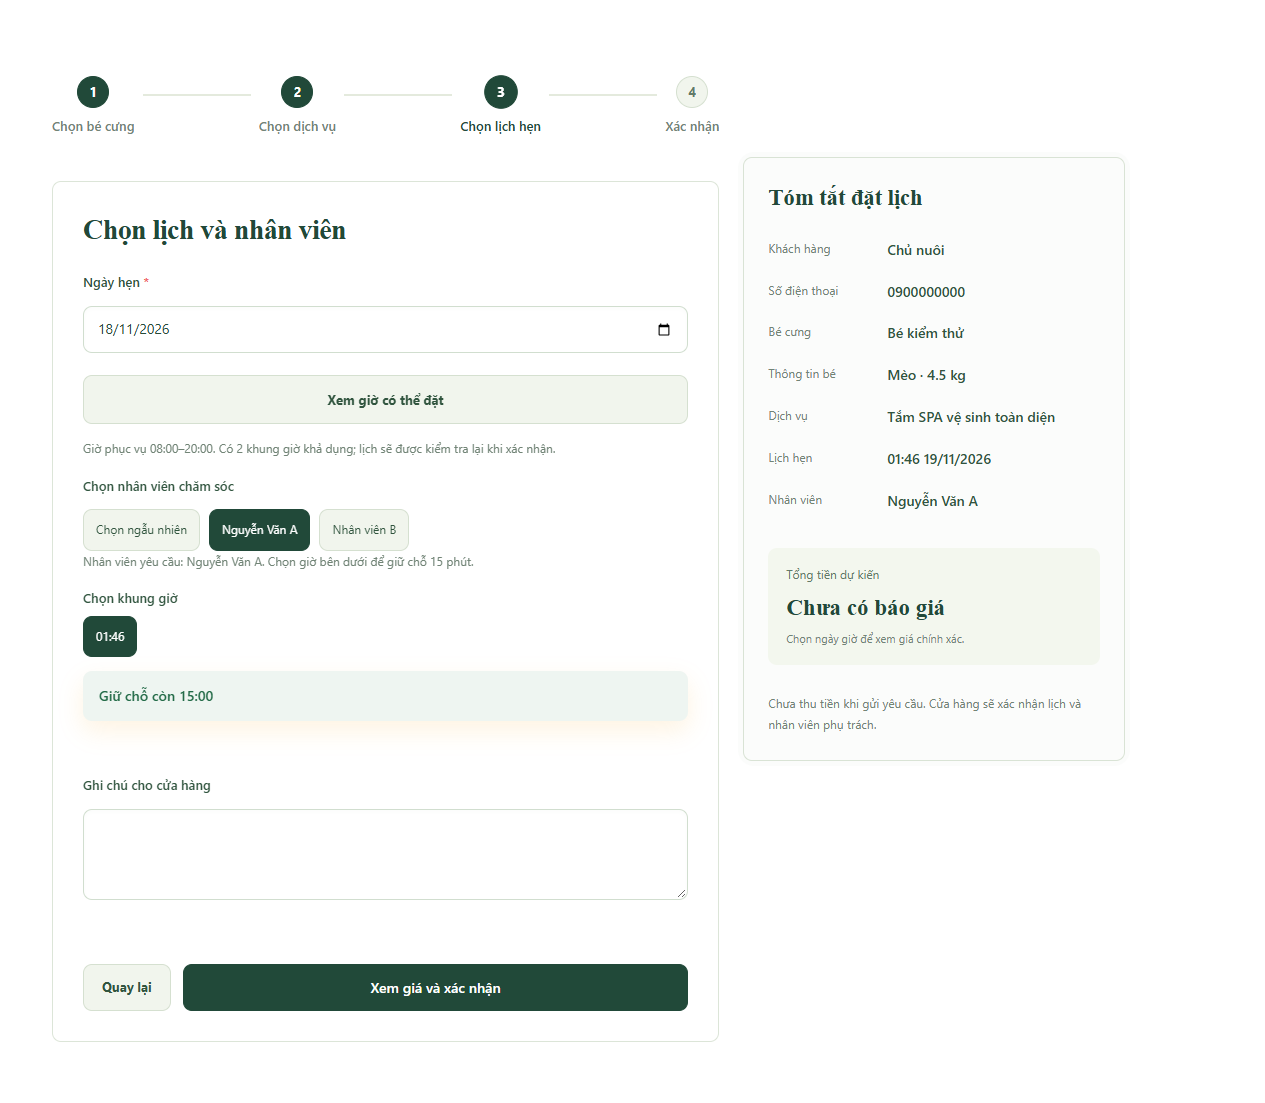 1
2
3
4
Chọn bé cưng
Chọn dịch vụ
Chọn lịch hẹn
Xác nhận
Chọn lịch và nhân viên
Ngày hẹn *
18/11/2026
Xem giờ có thể đặt
Giờ phục vụ 08:00–20:00. Có 2 khung giờ khả dụng; lịch sẽ được kiểm tra lại khi xác nhận.
Chọn nhân viên chăm sóc
Chọn ngẫu nhiên
Nguyễn Văn A
Nhân viên B
Nhân viên yêu cầu: Nguyễn Văn A. Chọn giờ bên dưới để giữ chỗ 15 phút.
Chọn khung giờ
01:46
Giữ chỗ còn 15:00
Ghi chú cho cửa hàng
Quay lại
Xem giá và xác nhận
Tóm tắt đặt lịch
Khách hàng
Chủ nuôi
Số điện thoại
0900000000
Bé cưng
Bé kiểm thử
Thông tin bé
Mèo · 4.5 kg
Dịch vụ
Tắm SPA vệ sinh toàn diện
Lịch hẹn
01:46 19/11/2026
Nhân viên
Nguyễn Văn A
Tổng tiền dự kiến
Chưa có báo giá
Chọn ngày giờ để xem giá chính xác.
Chưa thu tiền khi gửi yêu cầu. Cửa hàng sẽ xác nhận lịch và
nhân viên phụ trách.